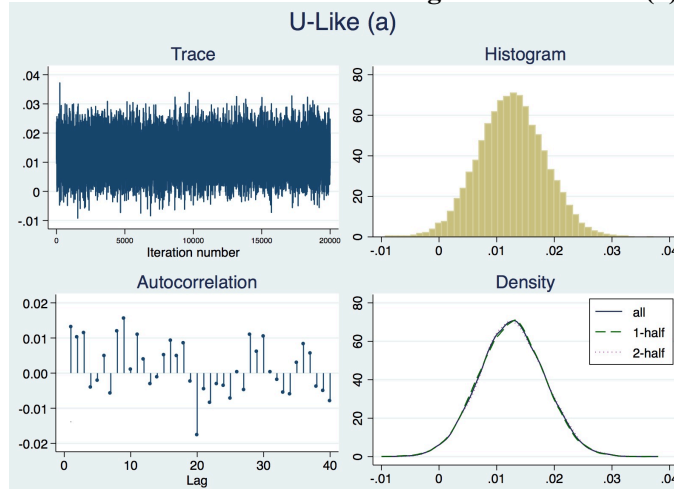 U-Like (a)
Trace
.04
.03
.02
.01
0
-.01
0 5000 10000 15000 20000
Iteration number
Histogram
80
60
40
20
0
-.01 0 .01 .02 .03 .04
Autocorrelation
0.02
0.01
0.00
-0.01
-0.02
0 10 20 30 40
Lag
Density
all
1-half
2-half
80
60
40
20
0
-.01 0 .01 .02 .03 .04